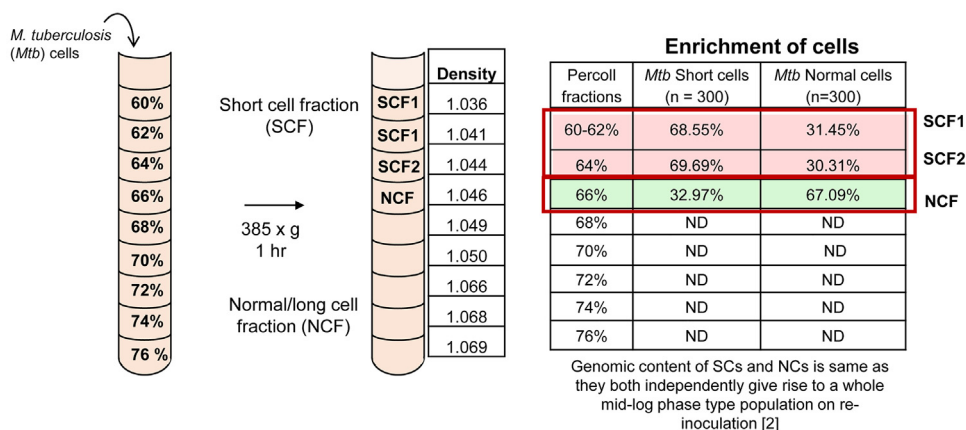 M. tuberculosis
(Mtb) cells
60%
62%
64%
66%
68%
70%
72%
74%
76 %
Short cell fraction
(SCF)
385 x g
1 hr
Normal/long cell
fraction (NCF)
SCF1
SCF1
SCF2
NCF
Density
1.036
1.041
1.044
1.046
1.049
1.050
1.066
1.068
1.069
Enrichment of cells
Percoll fractions Mtb Short cells (n = 300) Mtb Normal cells (n=300)
60-62% 68.55% 31.45% SCF1
64% 69.69% 30.31% SCF2
66% 32.97% 67.09% NCF
68% ND ND
70% ND ND
72% ND ND
74% ND ND
76% ND ND
Genomic content of SCs and NCs is same as
they both independently give rise to a whole
mid-log phase type population on re-
inoculation [2]